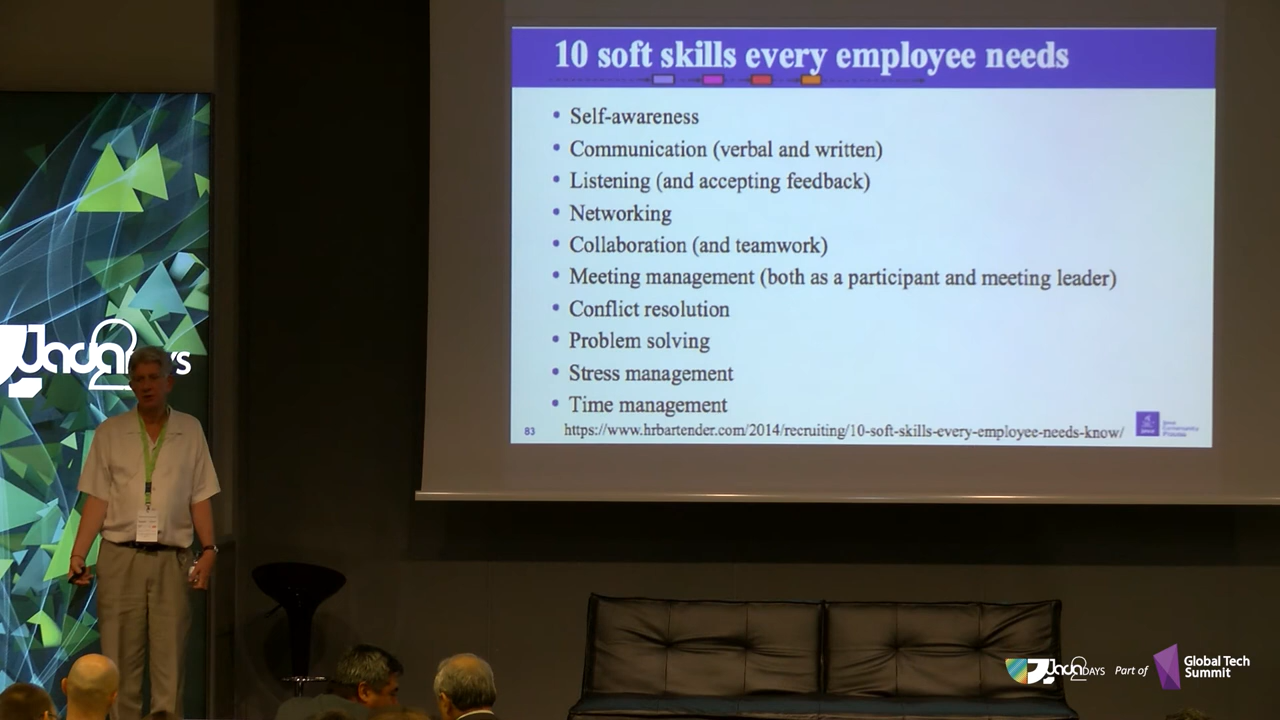 10 soft skills every employee needs
• Self-awareness
• Communication (verbal and written)
• Listening (and accepting feedback)
• Networking
• Collaboration (and teamwork)
• Meeting management (both as a participant and meeting leader)
• Conflict resolution
• Problem solving
• Stress management
• Time management
83
https://www.hrbartender.com/2014/recruiting/10-soft-skills-every-employee-needs-know/
Java2Days
Java2DAYS Part of Global Tech
Summit